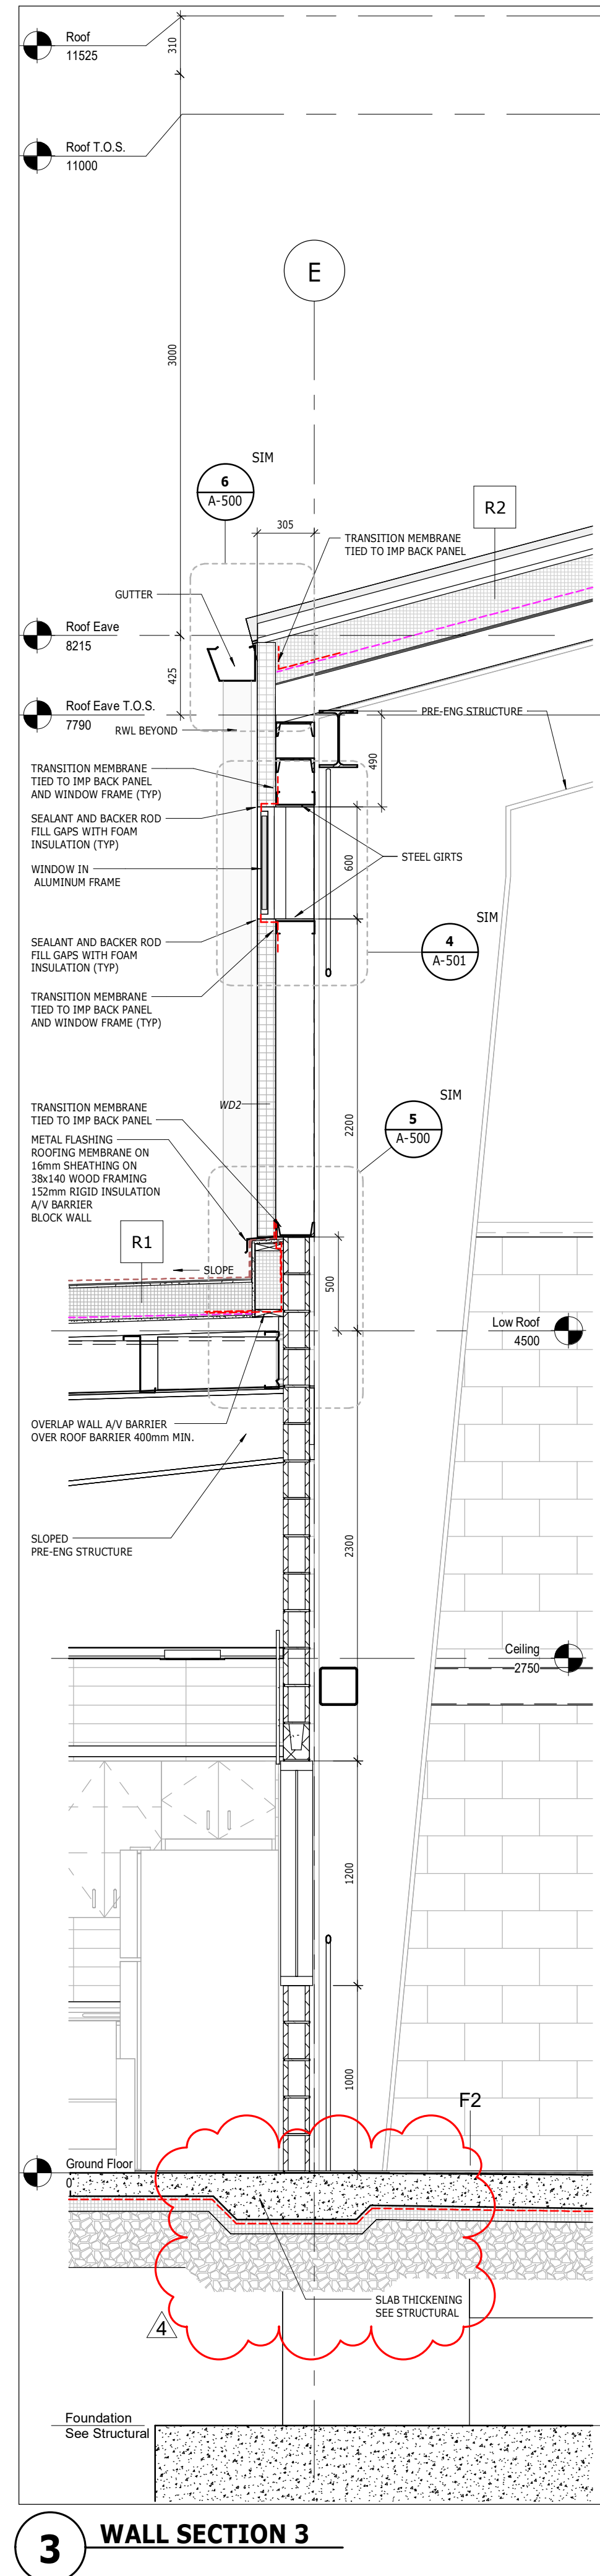 Roof
11525
310
Roof T.O.S.
11000
E
3000
SIM
6
A-500
R2
305
TRANSITION MEMBRANE
TIED TO IMP BACK PANEL
GUTTER
Roof Eave
8215
425
Roof Eave T.O.S.
7790
RWL BEYOND
PRE-ENG STRUCTURE
490
TRANSITION MEMBRANE
TIED TO IMP BACK PANEL
AND WINDOW FRAME (TYP)
SEALANT AND BACKER ROD
FILL GAPS WITH FOAM
INSULATION (TYP)
STEEL GIRTS
600
WINDOW IN
ALUMINUM FRAME
SIM
4
A-501
SEALANT AND BACKER ROD
FILL GAPS WITH FOAM
INSULATION (TYP)
TRANSITION MEMBRANE
TIED TO IMP BACK PANEL
AND WINDOW FRAME (TYP)
SIM
5
A-500
WD2
2200
TRANSITION MEMBRANE
TIED TO IMP BACK PANEL
METAL FLASHING
ROOFING MEMBRANE ON
16mm SHEATHING ON
38x140 WOOD FRAMING
152mm RIGID INSULATION
A/V BARRIER
BLOCK WALL
R1
SLOPE
500
Low Roof
4500
OVERLAP WALL A/V BARRIER
OVER ROOF BARRIER 400mm MIN.
SLOPED
PRE-ENG STRUCTURE
2300
Ceiling
2750
1200
1000
F2
Ground Floor
0
SLAB THICKENING
SEE STRUCTURAL
4
Foundation
See Structural
3
WALL SECTION 3